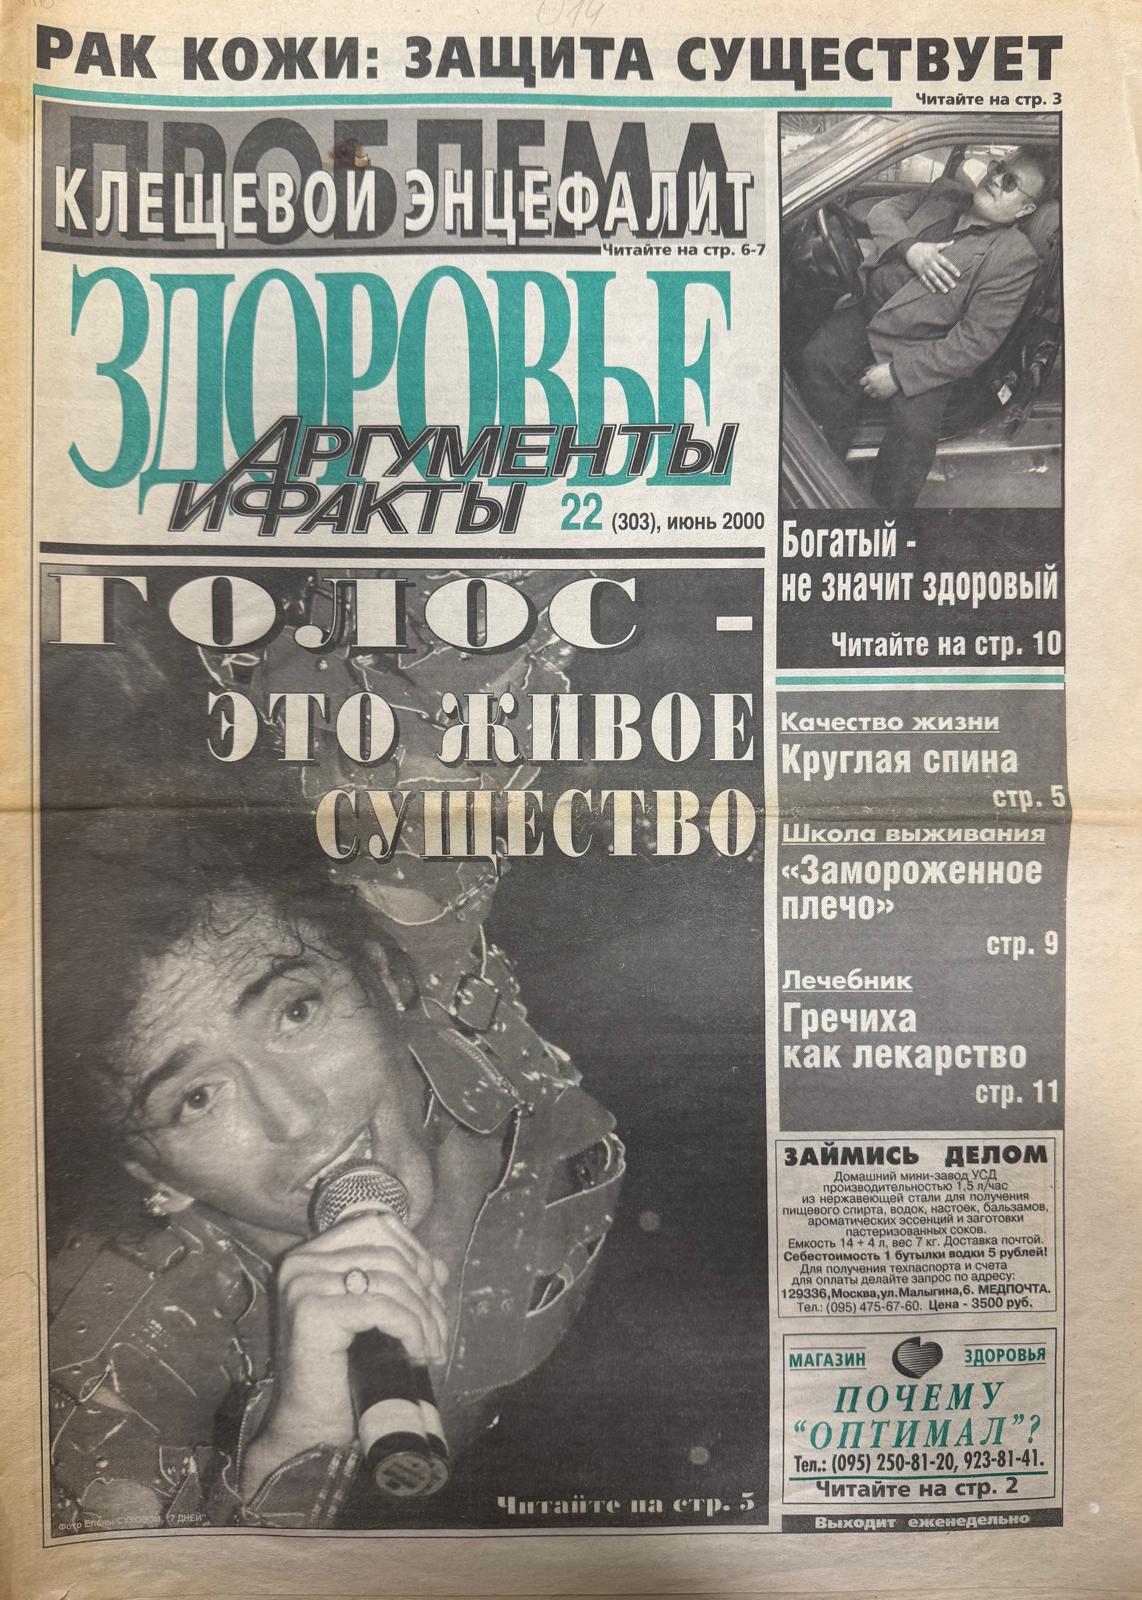 РАК КОЖИ: ЗАЩИТА СУЩЕСТВУЕТ
Читайте на стр. 3
ПРОБЛЕМА
КЛЕЩЕВОЙ ЭНЦЕФАЛИТ
Читайте на стр. 6-7
ЗДОРОВЬЕ
АРГУМЕНТЫ
И ФАКТЫ
22 (303), июнь 2000
Богатый -
не значит здоровый
Читайте на стр. 10
ГОЛОС -
ЭТО ЖИВОЕ
СУЩЕСТВО
Читайте на стр. 5
Фото Елены СУХОВОЙ, "7 ДНЕЙ"
Качество жизни
Круглая спина
стр. 5
Школа выживания
«Замороженное
плечо»
стр. 9
Лечебник
Гречиха
как лекарство
стр. 11
ЗАЙМИСЬ ДЕЛОМ
Домашний мини-завод УСД
производительностью 1,5 л/час
из нержавеющей стали для получения
пищевого спирта, водок, настоек, бальзамов,
ароматических эссенций и заготовки
пастеризованных соков.
Емкость 14 + 4 л, вес 7 кг. Доставка почтой.
Себестоимость 1 бутылки водки 5 рублей!
Для получения техпаспорта и счета
для оплаты делайте запрос по адресу:
129336, Москва, ул. Малыгина, 6. МЕДПОЧТА.
Тел.: (095) 475-67-60. Цена - 3500 руб.
МАГАЗИН ЗДОРОВЬЯ
ПОЧЕМУ
"ОПТИМАЛ"?
Тел.: (095) 250-81-20, 923-81-41.
Читайте на стр. 2
Выходит еженедельно